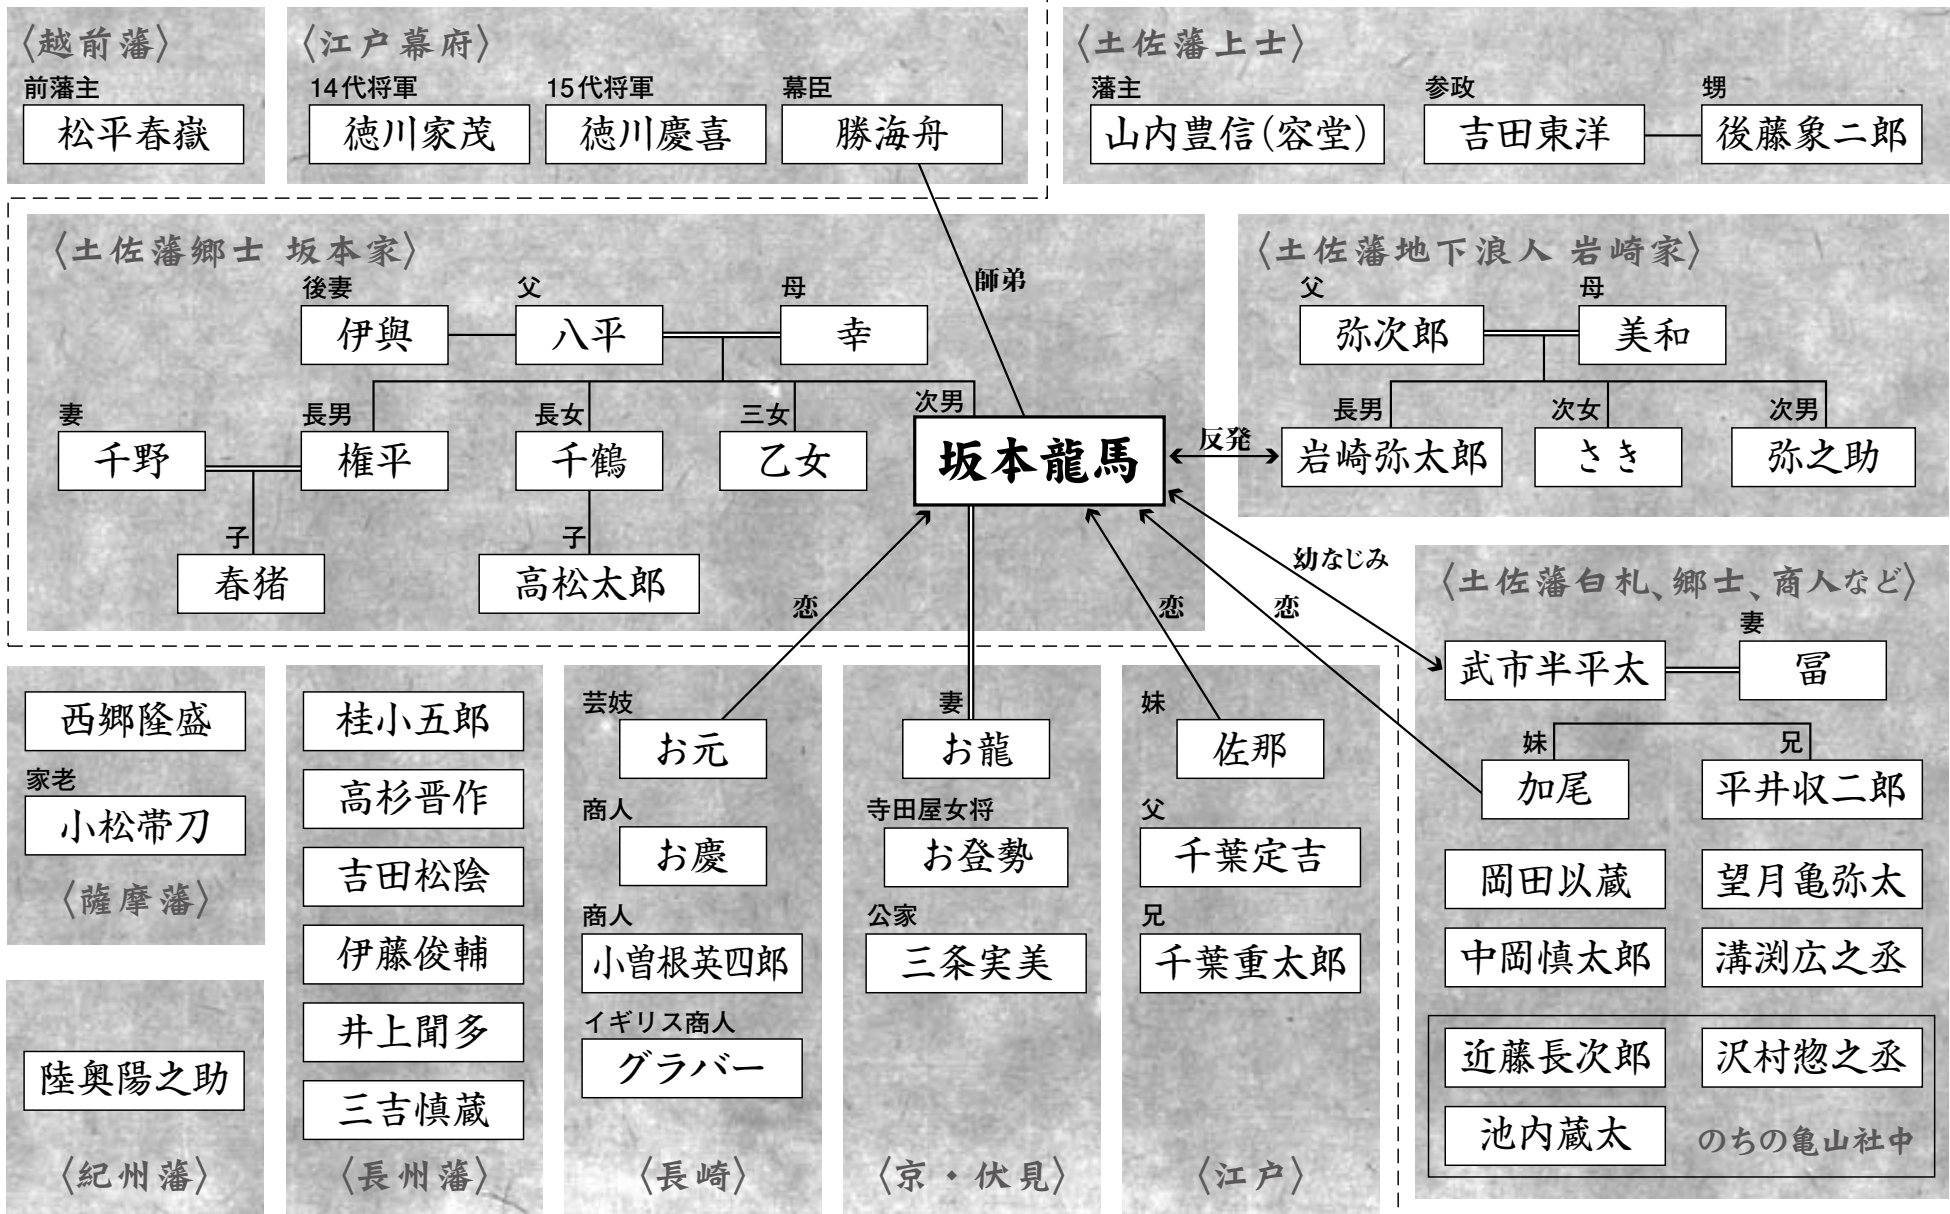 〈越前藩〉
前藩主
松平春嶽
〈江戸幕府〉
14代将軍
徳川家茂
15代将軍
徳川慶喜
幕臣
勝海舟
〈土佐藩上士〉
藩主
山内豊信(容堂)
参政
吉田東洋
甥
後藤象二郎
師弟
〈土佐藩郷士 坂本家〉
後妻
伊與
父
八平
母
幸
妻
千野
長男
権平
長女
千鶴
三女
乙女
次男
坂本龍馬
子
春猪
子
高松太郎
反発
〈土佐藩地下浪人 岩崎家〉
父
弥次郎
母
美和
長男
岩崎弥太郎
次女
さき
次男
弥之助
幼なじみ
恋
恋
恋
〈土佐藩白札、郷士、商人など〉
武市半平太
妻
冨
妹
加尾
兄
平井収二郎
岡田以蔵
望月亀弥太
中岡慎太郎
溝渕広之丞
近藤長次郎
沢村惣之丞
池内蔵太
のちの亀山社中
西郷隆盛
家老
小松帯刀
〈薩摩藩〉
陸奥陽之助
〈紀州藩〉
桂小五郎
高杉晋作
吉田松陰
伊藤俊輔
井上聞多
三吉慎蔵
〈長州藩〉
芸妓
お元
商人
お慶
商人
小曽根英四郎
イギリス商人
グラバー
〈長崎〉
妻
お龍
寺田屋女将
お登勢
公家
三条実美
〈京・伏見〉
妹
佐那
父
千葉定吉
兄
千葉重太郎
〈江戸〉